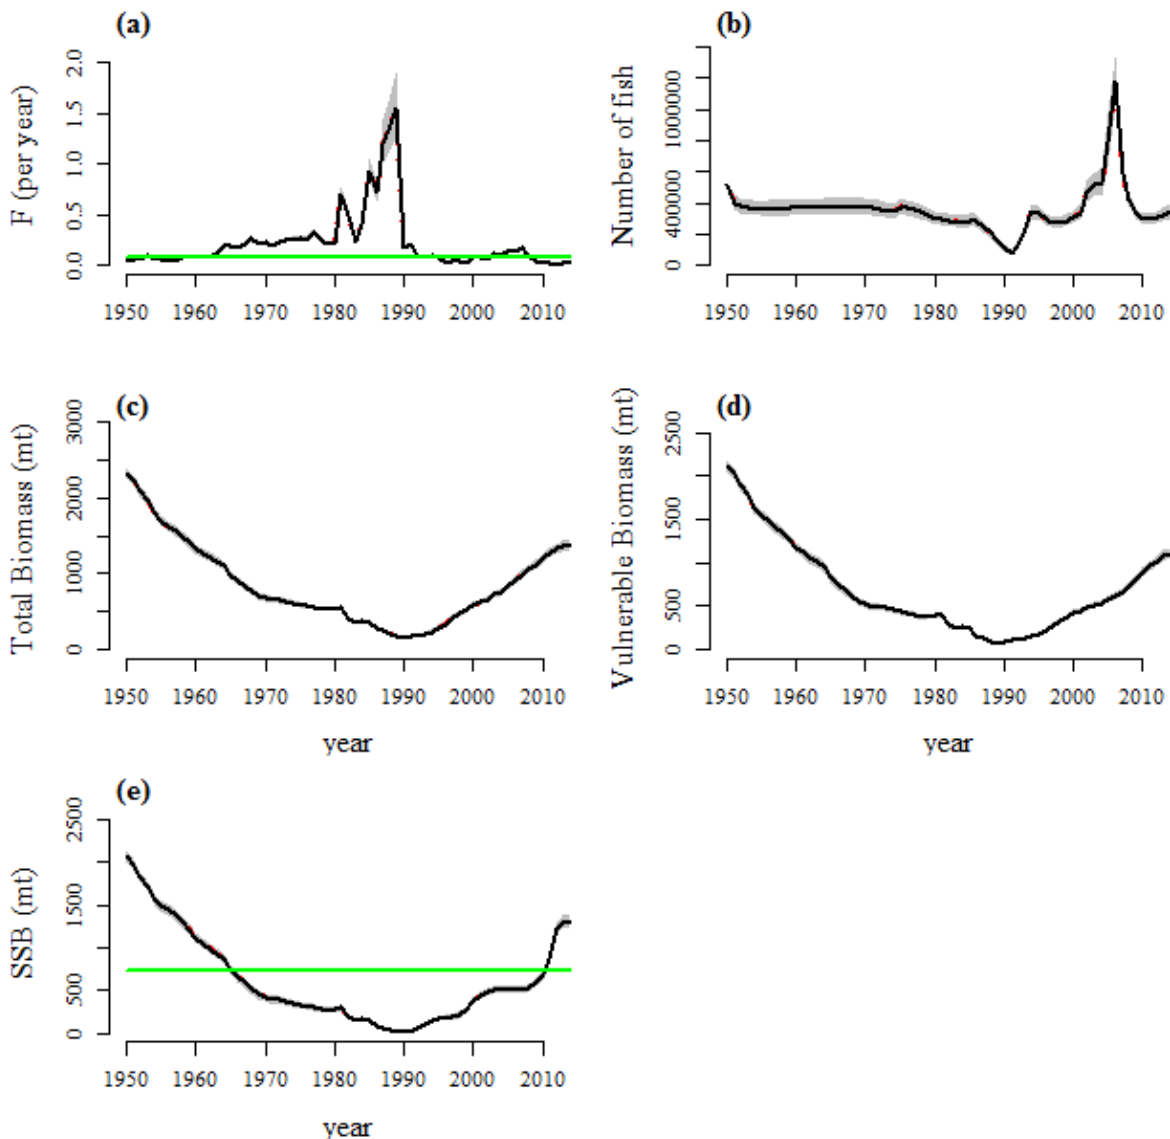 (a)
F (per year)
0.0
0.5
1.0
1.5
2.0
1950 1960 1970 1980 1990 2000 2010
(b)
Number of fish
0
400000
1000000
1950 1960 1970 1980 1990 2000 2010
(c)
Total Biomass (mt)
0
1000
2000
3000
1950 1960 1970 1980 1990 2000 2010
year
(d)
Vulnerable Biomass (mt)
0
500
1500
2500
1950 1960 1970 1980 1990 2000 2010
year
(e)
SSB (mt)
0
500
1500
2500
1950 1960 1970 1980 1990 2000 2010
year